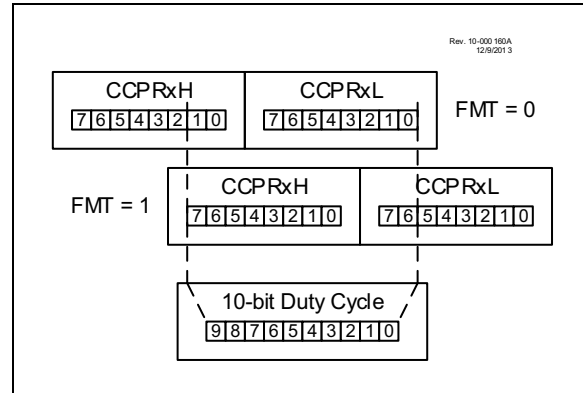 Rev. 10-000 160A
12/9/201 3
CCPRxH CCPRxL
7 6 5 4 3 2 1 0 7 6 5 4 3 2 1 0 FMT = 0
CCPRxH CCPRxL
FMT = 1 7 6 5 4 3 2 1 0 7 6 5 4 3 2 1 0
10-bit Duty Cycle
9 8 7 6 5 4 3 2 1 0